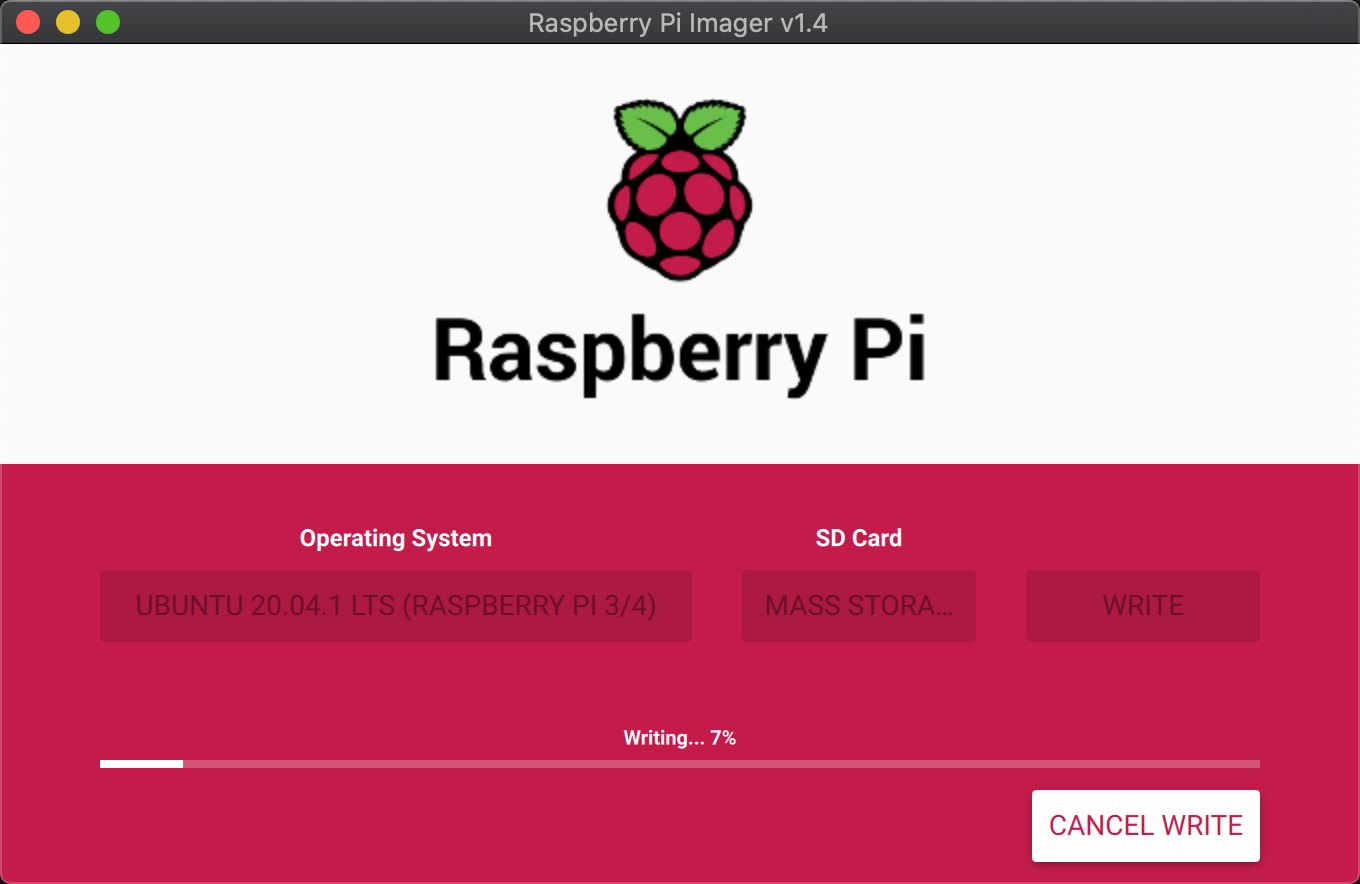 Raspberry Pi Imager v1.4
Raspberry Pi
Operating System
SD Card
UBUNTU 20.04.1 LTS (RASPBERRY PI 3/4)
MASS STORA...
WRITE
Writing... 7%
CANCEL WRITE